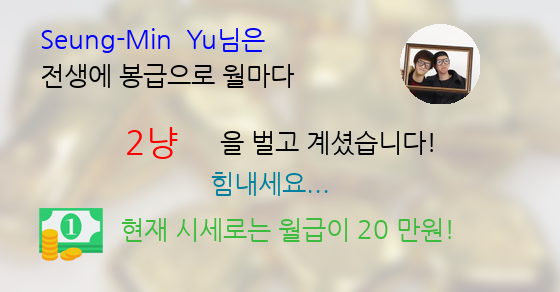 Seung-Min Yu님은
전생에 봉급으로 월마다
2냥 을 벌고 계셨습니다!
힘내세요...
1
현재 시세로는 월급이 20 만원!